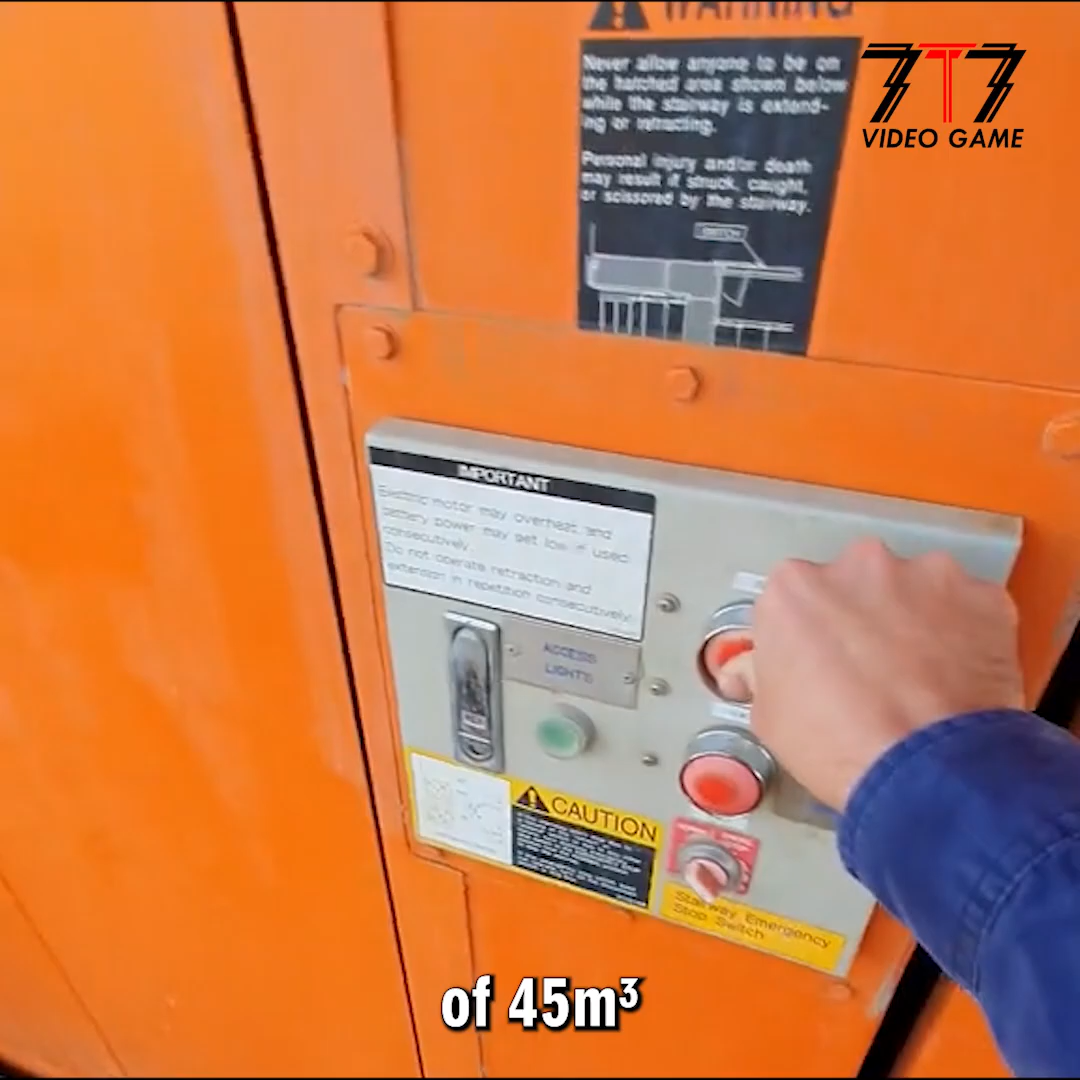 WARNING
7T7
VIDEO GAME
Never allow anyone to be on
the hatched area shown below
while the stairway is extend-
ing or retracting.
Personal injury and/or death
may result if struck, caught,
or scissored by the stairway.
IMPORTANT
Electric motor may overheat and
battery power may get low if used
consecutively.
Do not operate retraction and
extension in repetition consecutively.
ACCESS
LIGHTS
CAUTION
Stairway Emergency
Stop Switch
of 45m³